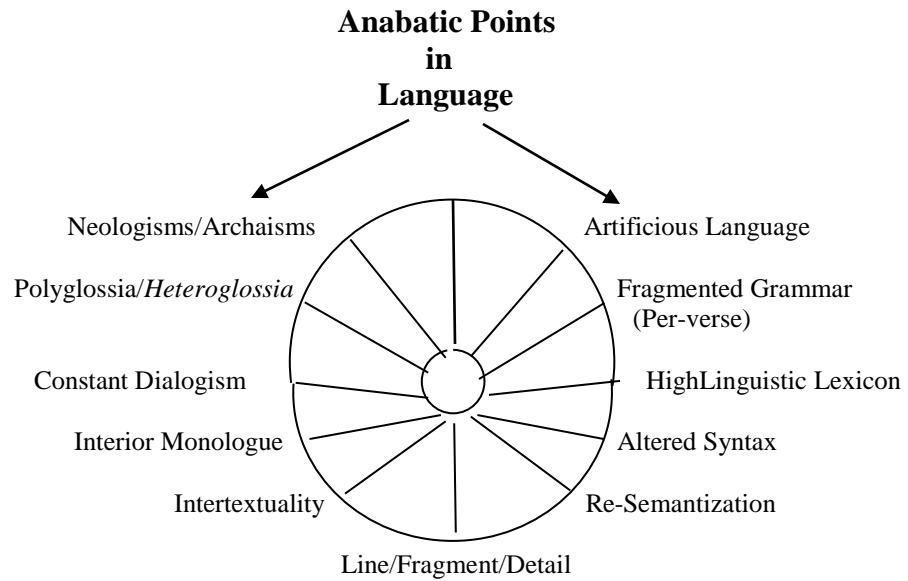 Anabatic Points
in
Language
Neologisms/Archaisms
Artificious Language
Polyglossia/Heteroglossia
Fragmented Grammar
(Per-verse)
Constant Dialogism
HighLinguistic Lexicon
Interior Monologue
Altered Syntax
Intertextuality
Re-Semantization
Line/Fragment/Detail